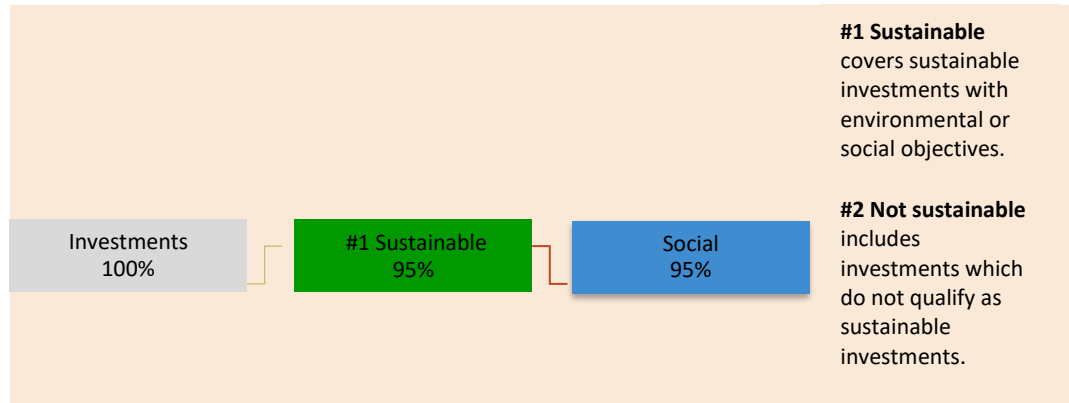 Investments
100%
#1 Sustainable
95%
Social
95%
#1 Sustainable
covers sustainable
investments with
environmental or
social objectives.
#2 Not sustainable
includes
investments which
do not qualify as
sustainable
investments.